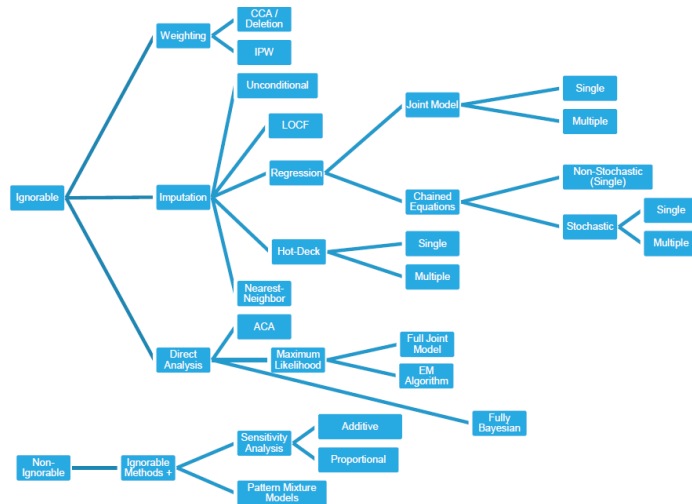 CCA /
Deletion
Weighting
IPW
Unconditional
Joint Model
Single
LOCF
Multiple
Regression
Non-Stochastic
(Single)
Ignorable
Imputation
Chained
Equations
Single
Stochastic
Hot-Deck
Single
Multiple
Multiple
Nearest-
Neighbor
ACA
Full Joint
Model
Direct
Analysis
Maximum
Likelihood
EM
Algorithm
Fully
Bayesian
Additive
Sensitivity
Analysis
Non-
Ignorable
Ignorable
Methods +
Proportional
Pattern Mixture
Models